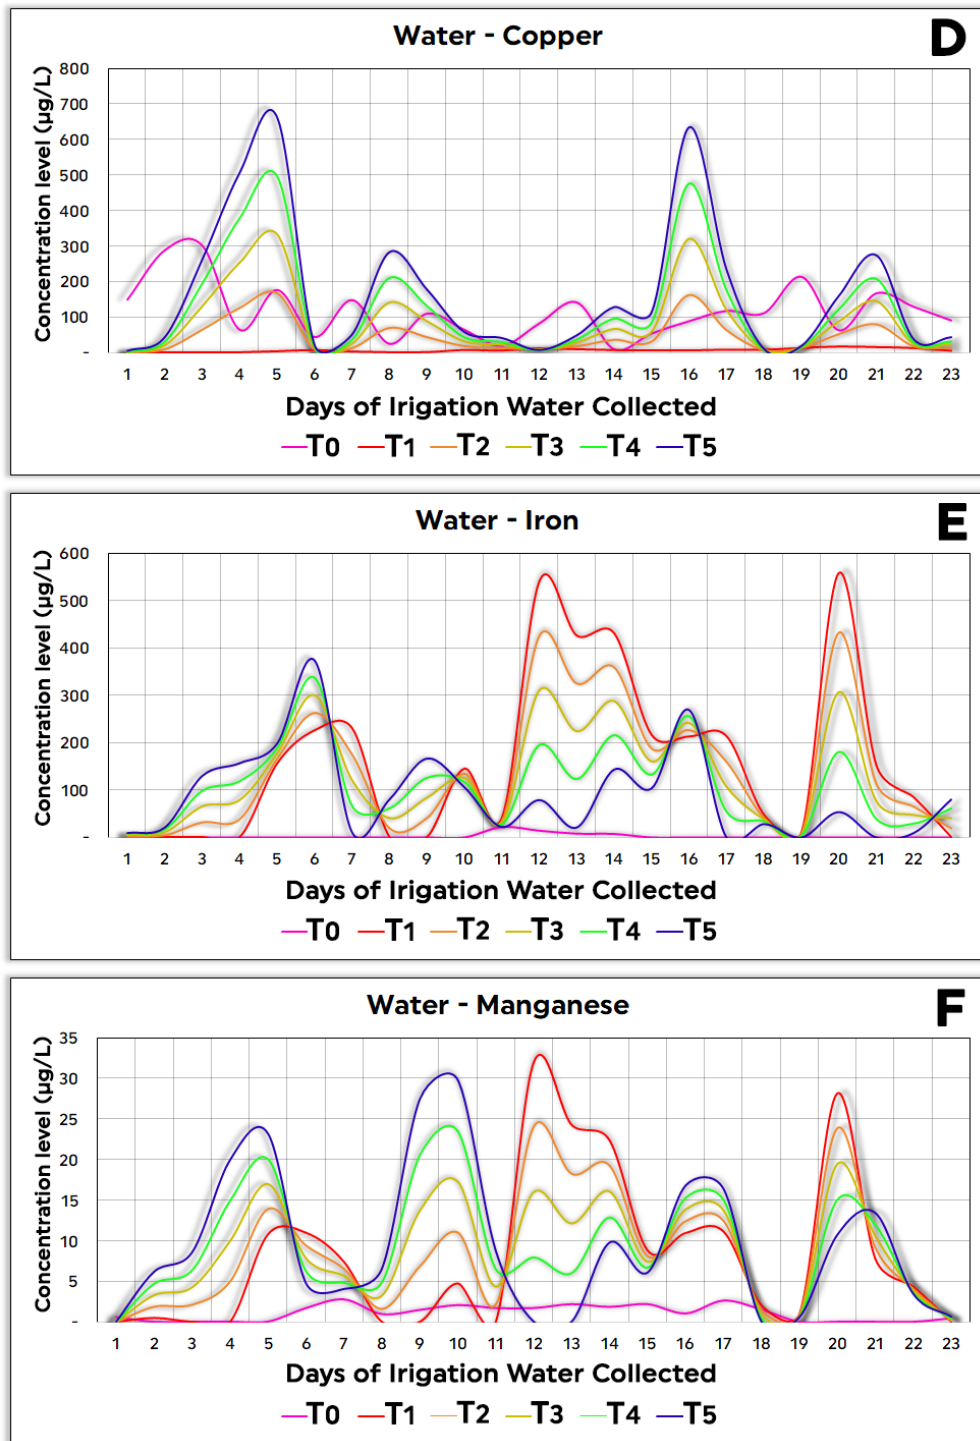 Water - Copper D
Concentration level (µg/L)
800
700
600
500
400
300
200
100
-
1 2 3 4 5 6 7 8 9 10 11 12 13 14 15 16 17 18 19 20 21 22 23
Days of Irigation Water Collected
T0 T1 T2 T3 T4 T5
Water - Iron E
Concentration level (µg/L)
600
500
400
300
200
100
-
1 2 3 4 5 6 7 8 9 10 11 12 13 14 15 16 17 18 19 20 21 22 23
Days of Irigation Water Collected
T0 T1 T2 T3 T4 T5
Water - Manganese F
Concentration level (µg/L)
35
30
25
20
15
10
5
-
1 2 3 4 5 6 7 8 9 10 11 12 13 14 15 16 17 18 19 20 21 22 23
Days of Irigation Water Collected
T0 T1 T2 T3 T4 T5